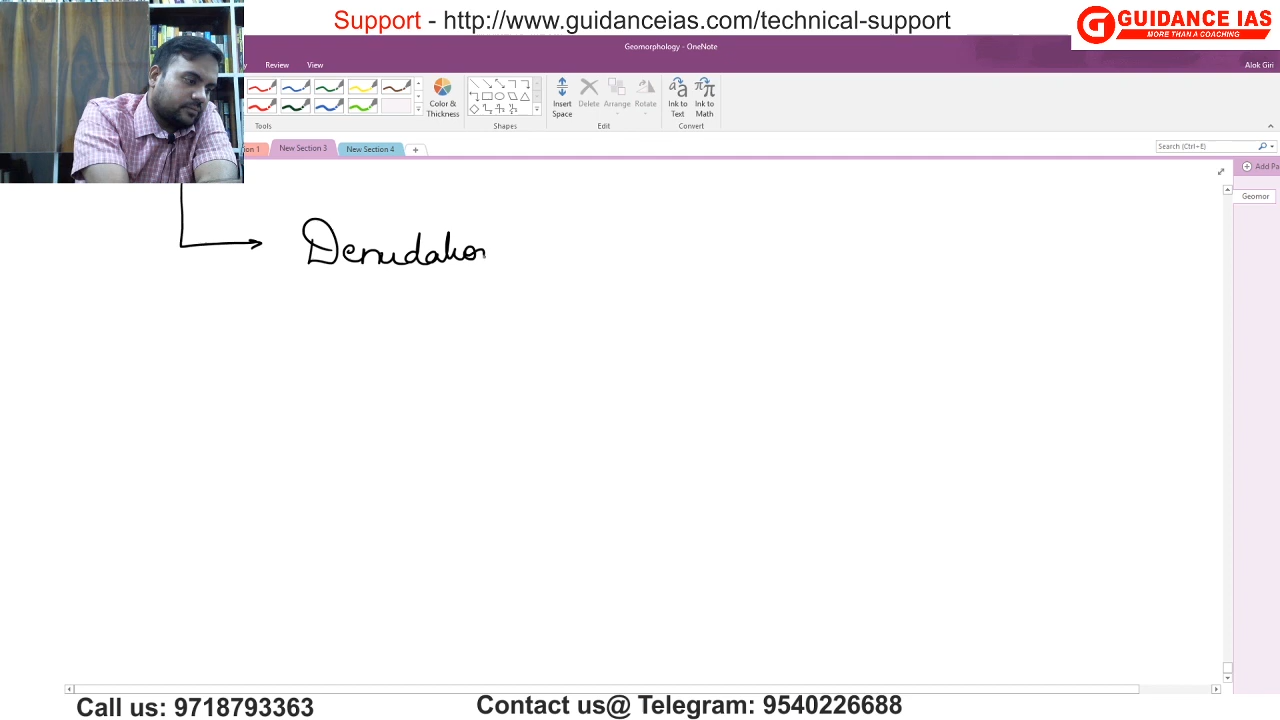 Support - http://www.guidanceias.com/technical-support
GUIDANCE IAS
MORE THAN A COACHING
Geomorphology - OneNote
Review View
Alok Giri
Color & Thickness
Insert Space
Delete
Arrange
Rotate
Ink to Text
Ink to Math
Tools
Shapes
Edit
Convert
New Section 3
New Section 4
Search (Ctrl+E)
Add Pa
Geomor
Denudation
Call us: 9718793363
Contact us@ Telegram: 9540226688